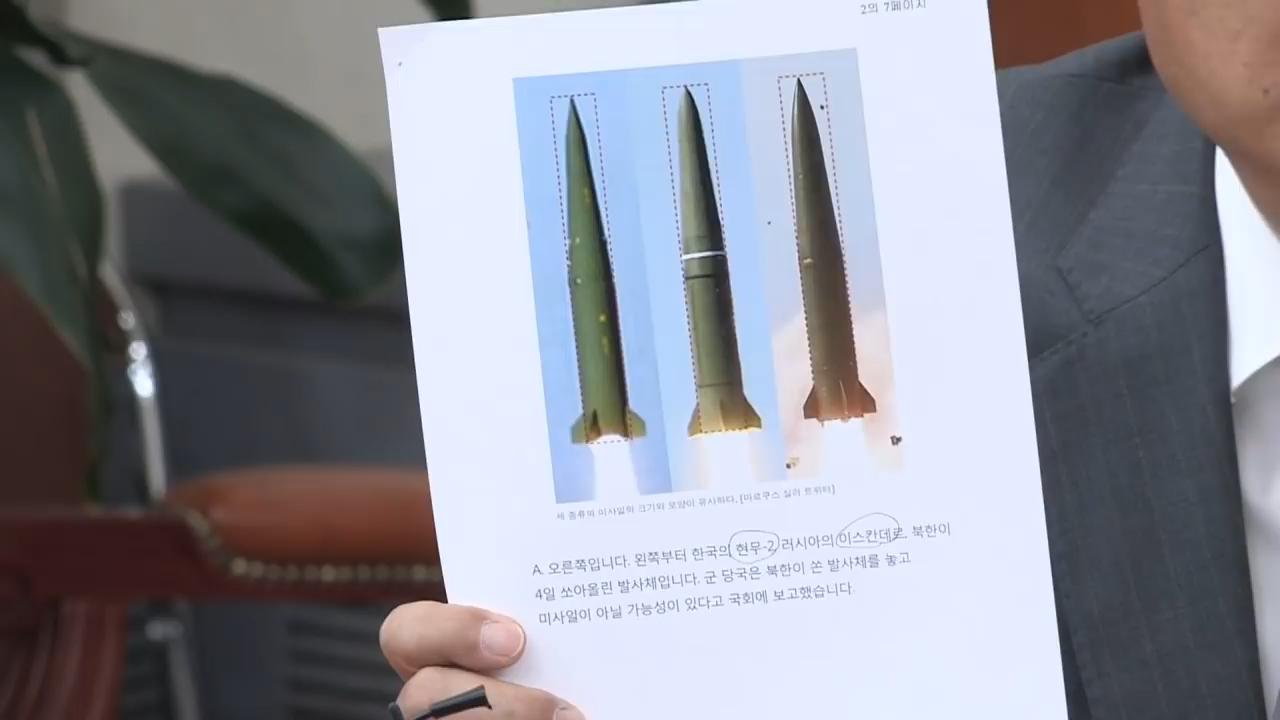 2의 7페이지
세 종류의 미사일의 크기와 모양이 유사하다. [마르쿠스 실러 트위터]
A. 오른쪽입니다. 왼쪽부터 한국의 현무-2 러시아의 이스칸데르, 북한이
4일 쏘아올린 발사체입니다. 군 당국은 북한이 쏜 발사체를 놓고
미사일이 아닐 가능성이 있다고 국회에 보고했습니다.